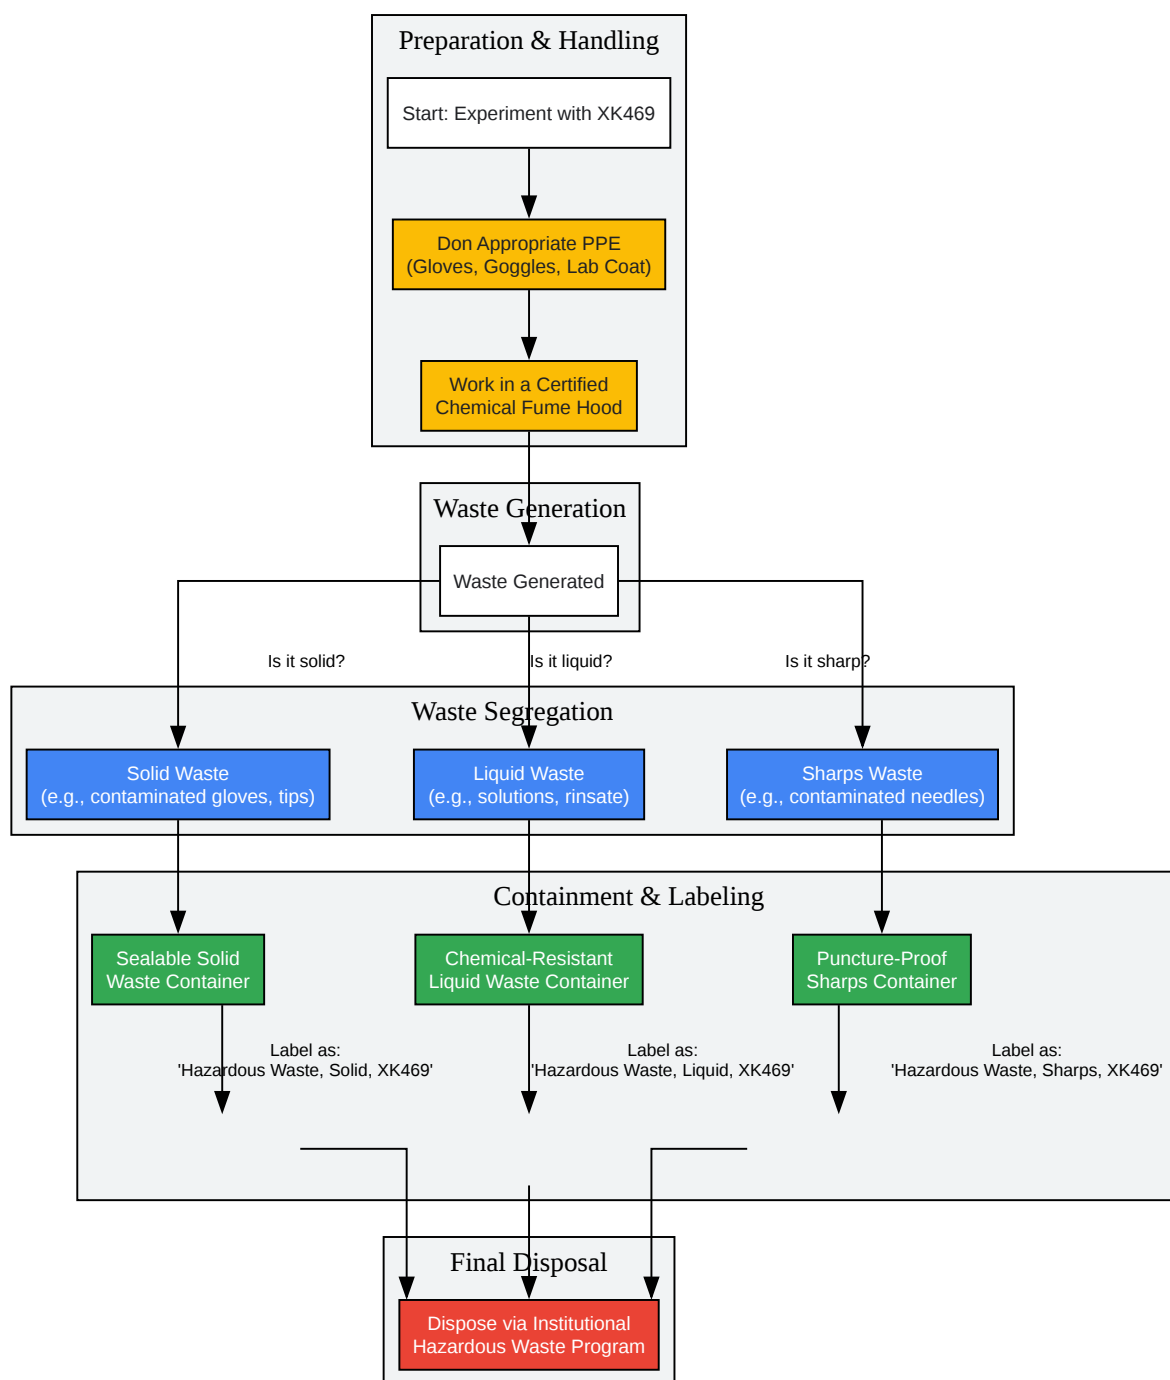 Preparation & Handling
Start: Experiment with XK469
Don Appropriate PPE
(Gloves, Goggles, Lab Coat)
Work in a Certified
Chemical Fume Hood
Waste Generation
Waste Generated
Is it solid?
Is it liquid?
Is it sharp?
Waste Segregation
Solid Waste
(e.g., contaminated gloves, tips)
Liquid Waste
(e.g., solutions, rinsate)
Sharps Waste
(e.g., contaminated needles)
Containment & Labeling
Sealable Solid
Waste Container
Chemical-Resistant
Liquid Waste Container
Puncture-Proof
Sharps Container
Label as:
'Hazardous Waste, Solid, XK469'
Label as:
'Hazardous Waste, Liquid, XK469'
Label as:
'Hazardous Waste, Sharps, XK469'
Final Disposal
Dispose via Institutional
Hazardous Waste Program